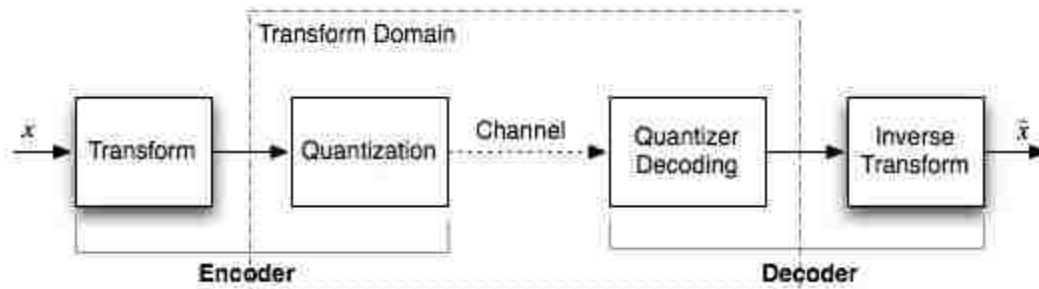 Transform Domain
x
Transform
Quantization
Channel
Quantizer
Decoding
Inverse
Transform
x̄
Encoder
Decoder